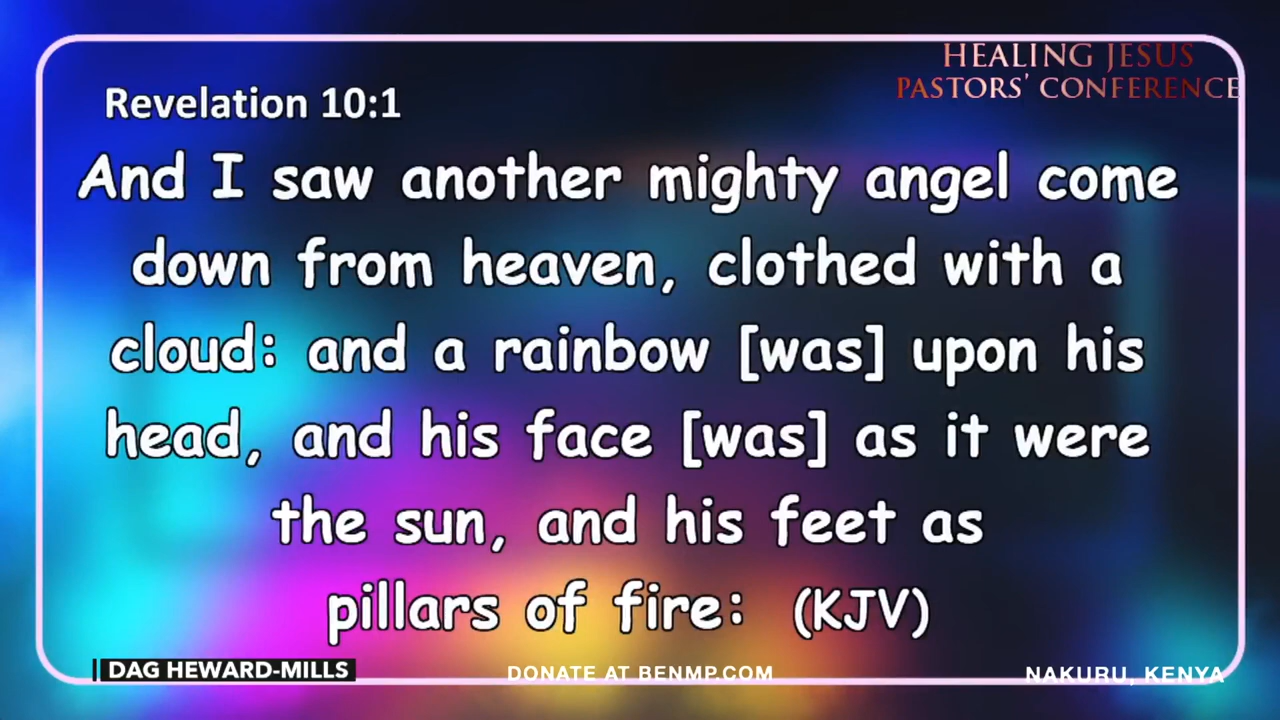 HEALING JESUS
PASTORS' CONFERENCE
Revelation 10:1
And I saw another mighty angel come
down from heaven, clothed with a
cloud: and a rainbow [was] upon his
head, and his face [was] as it were
the sun, and his feet as
pillars of fire: (KJV)
DAG HEWARD-MILLS
DONATE AT BENMP.COM
NAKURU, KENYA